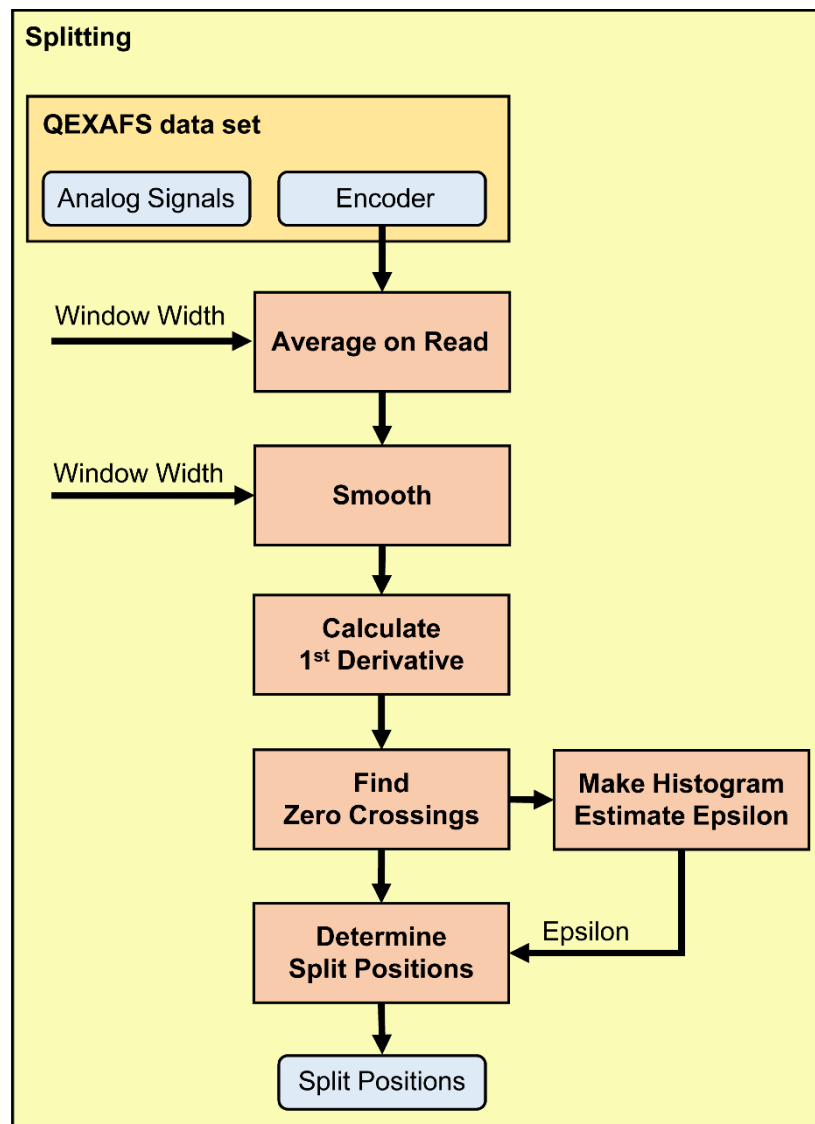 Splitting
QEXAFS data set
Analog Signals
Encoder
Window Width
Average on Read
Window Width
Smooth
Calculate
1st Derivative
Find
Zero Crossings
Make Histogram
Estimate Epsilon
Determine
Split Positions
Epsilon
Split Positions